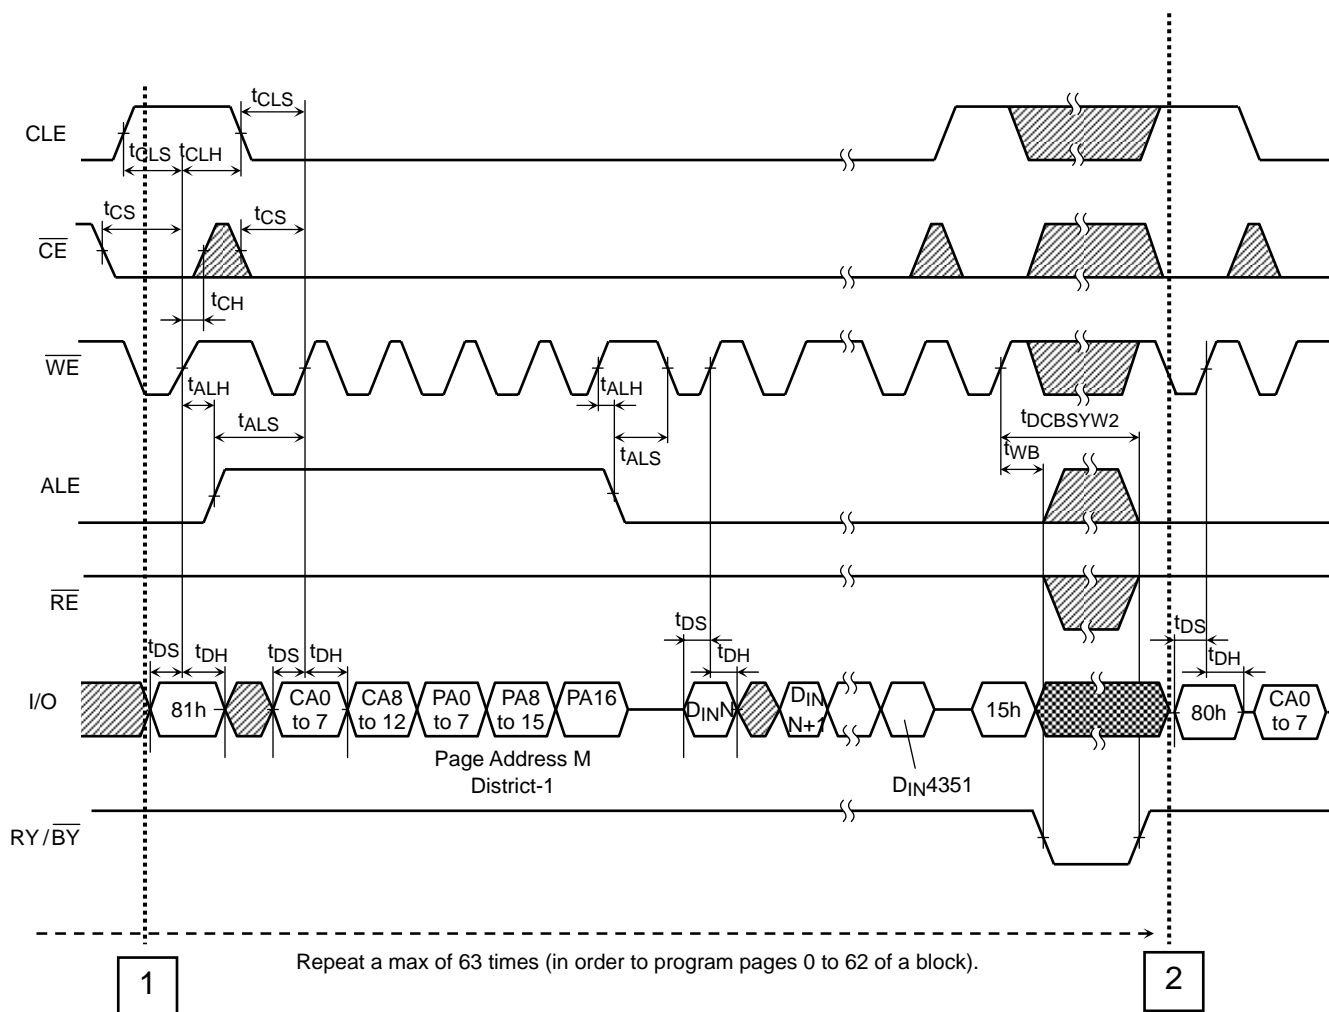 tCLS
CLE
tCLS tCLH
tCS tCS
CE
tCH
WE
tALH tALH
tDCBSYW2
tALS
tALS
tWB
ALE
RE
tDS tDH tDS tDH tDS tDH tDS tDH
I/O
81h
CA0 to 7
CA8 to 12
PA0 to 7
PA8 to 15
PA16
DINN
DIN N+1
15h
80h
CA0 to 7
Page Address M
District-1
DIN4351
RY/BY
Repeat a max of 63 times (in order to program pages 0 to 62 of a block).
1
2